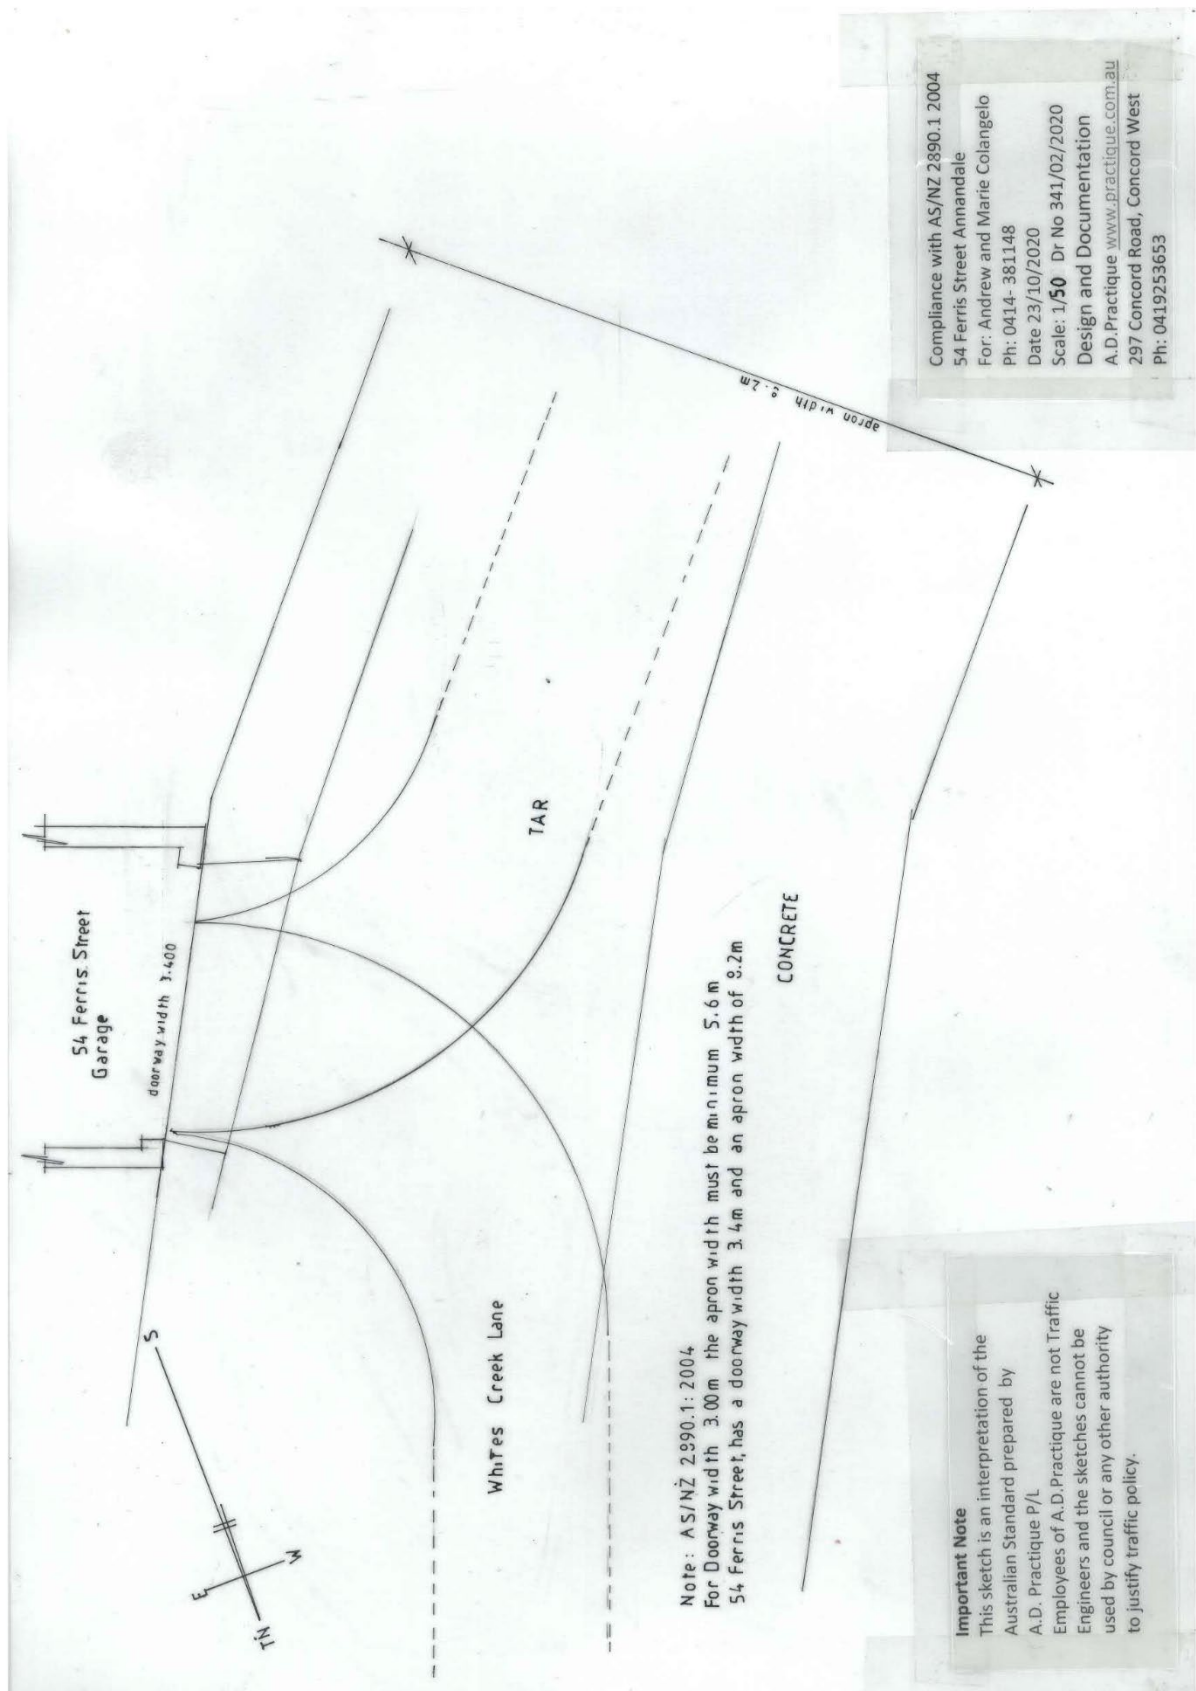 54 Ferris Street
Garage
doorway width 3.400
S
E
W
TN
Whites Creek Lane
TAR
CONCRETE
apron width 8.2m
Note: AS/NZ 2890.1:2004
For Doorway width 3.00m the apron width must be minimum 5.6m
54 Ferris Street, has a doorway width 3.4m and an apron width of 8.2m
Important Note
This sketch is an interpretation of the
Australian Standard prepared by
A.D. Practique P/L
Employees of A.D.Practique are not Traffic
Engineers and the sketches cannot be
used by council or any other authority
to justify traffic policy.
Compliance with AS/NZ 2890.1 2004
54 Ferris Street Annandale
For: Andrew and Marie Colangelo
Ph: 0414- 381148
Date 23/10/2020
Scale: 1/50 Dr No 341/02/2020
Design and Documentation
A.D.Practique www.practique.com.au
297 Concord Road, Concord West
Ph: 0419253653